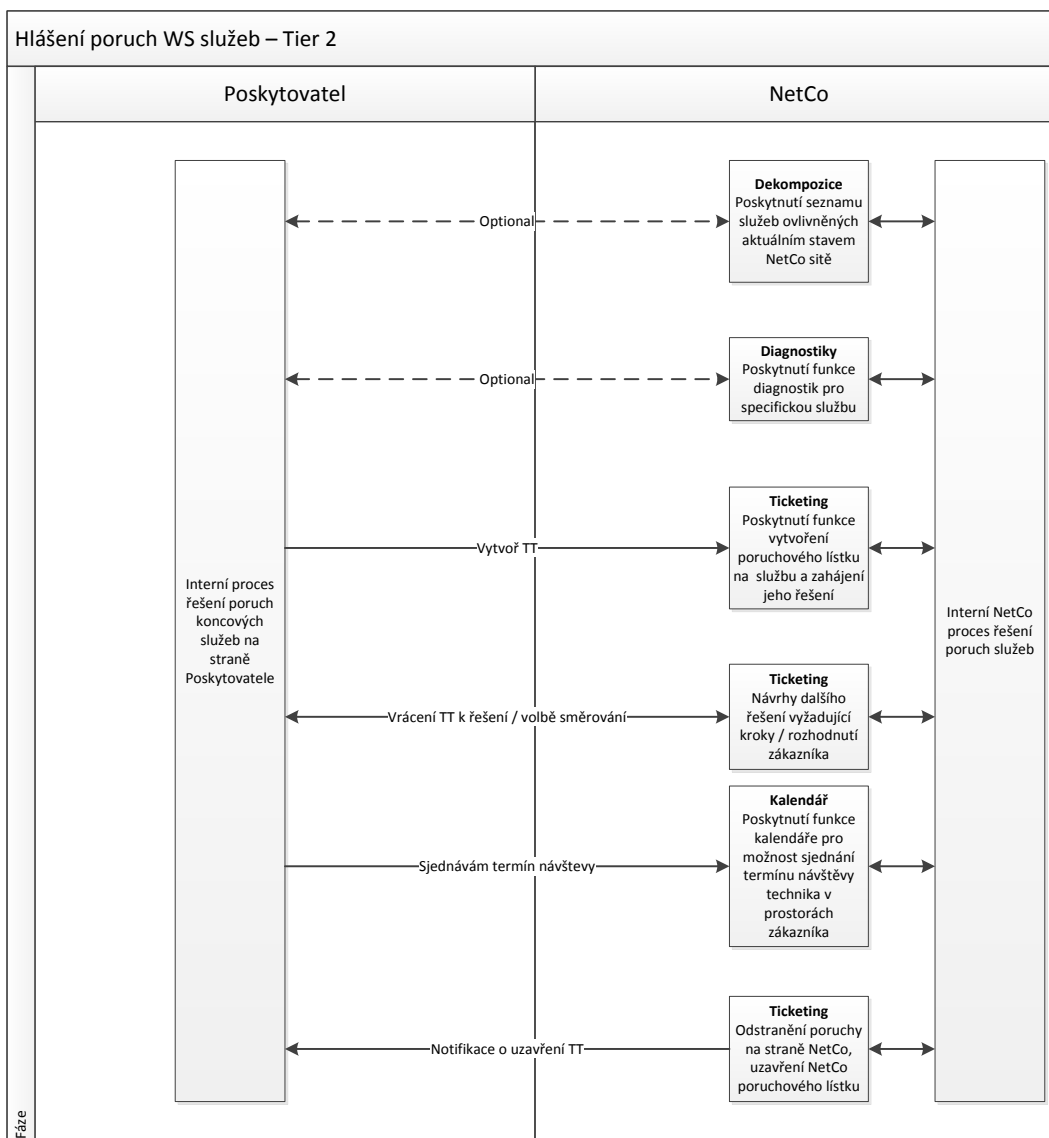 Hlášení poruch WS služeb – Tier 2
Poskytovatel
NetCo
Dekompozice
Poskytnutí seznamu
služeb ovlivněných
aktuálním stavem
NetCo sitě
Optional
Diagnostiky
Poskytnutí funkce
diagnostik pro
specifickou službu
Optional
Ticketing
Poskytnutí funkce
vytvoření
poruchového lístku
na službu a zahájení
jeho řešení
Vytvoř TT
Interní proces
řešení poruch
koncových
služeb na
straně
Poskytovatele
Interní NetCo
proces řešení
poruch služeb
Ticketing
Návrhy dalšího
řešení vyžadující
kroky / rozhodnutí
zákazníka
Vrácení TT k řešení / volbě směrování
Kalendář
Poskytnutí funkce
kalendáře pro
možnost sjednání
termínu návštěvy
technika v
prostorách
zákazníka
Sjednávám termín návštevy
Ticketing
Odstranění poruchy
na straně NetCo,
uzavření NetCo
poruchového lístku
Notifikace o uzavření TT
Fáze